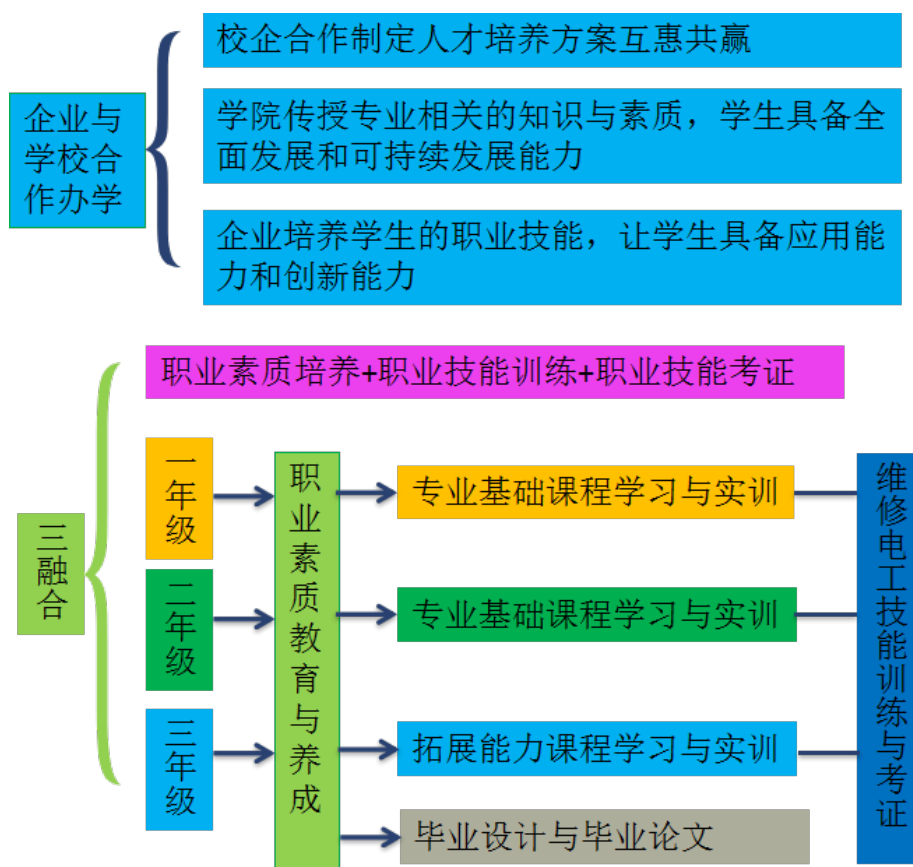 校企合作制定人才培养方案互惠共赢
企业与
学校合
作办学
学院传授专业相关的知识与素质，学生具备全
面发展和可持续发展能力
企业培养学生的职业技能，让学生具备应用能
力和创新能力
职业素质培养+职业技能训练+职业技能考证
三融合
一年级
二年级
三年级
职业素质教育与养成
专业基础课程学习与实训
专业基础课程学习与实训
拓展能力课程学习与实训
毕业设计与毕业论文
维修电工技能训练与考证